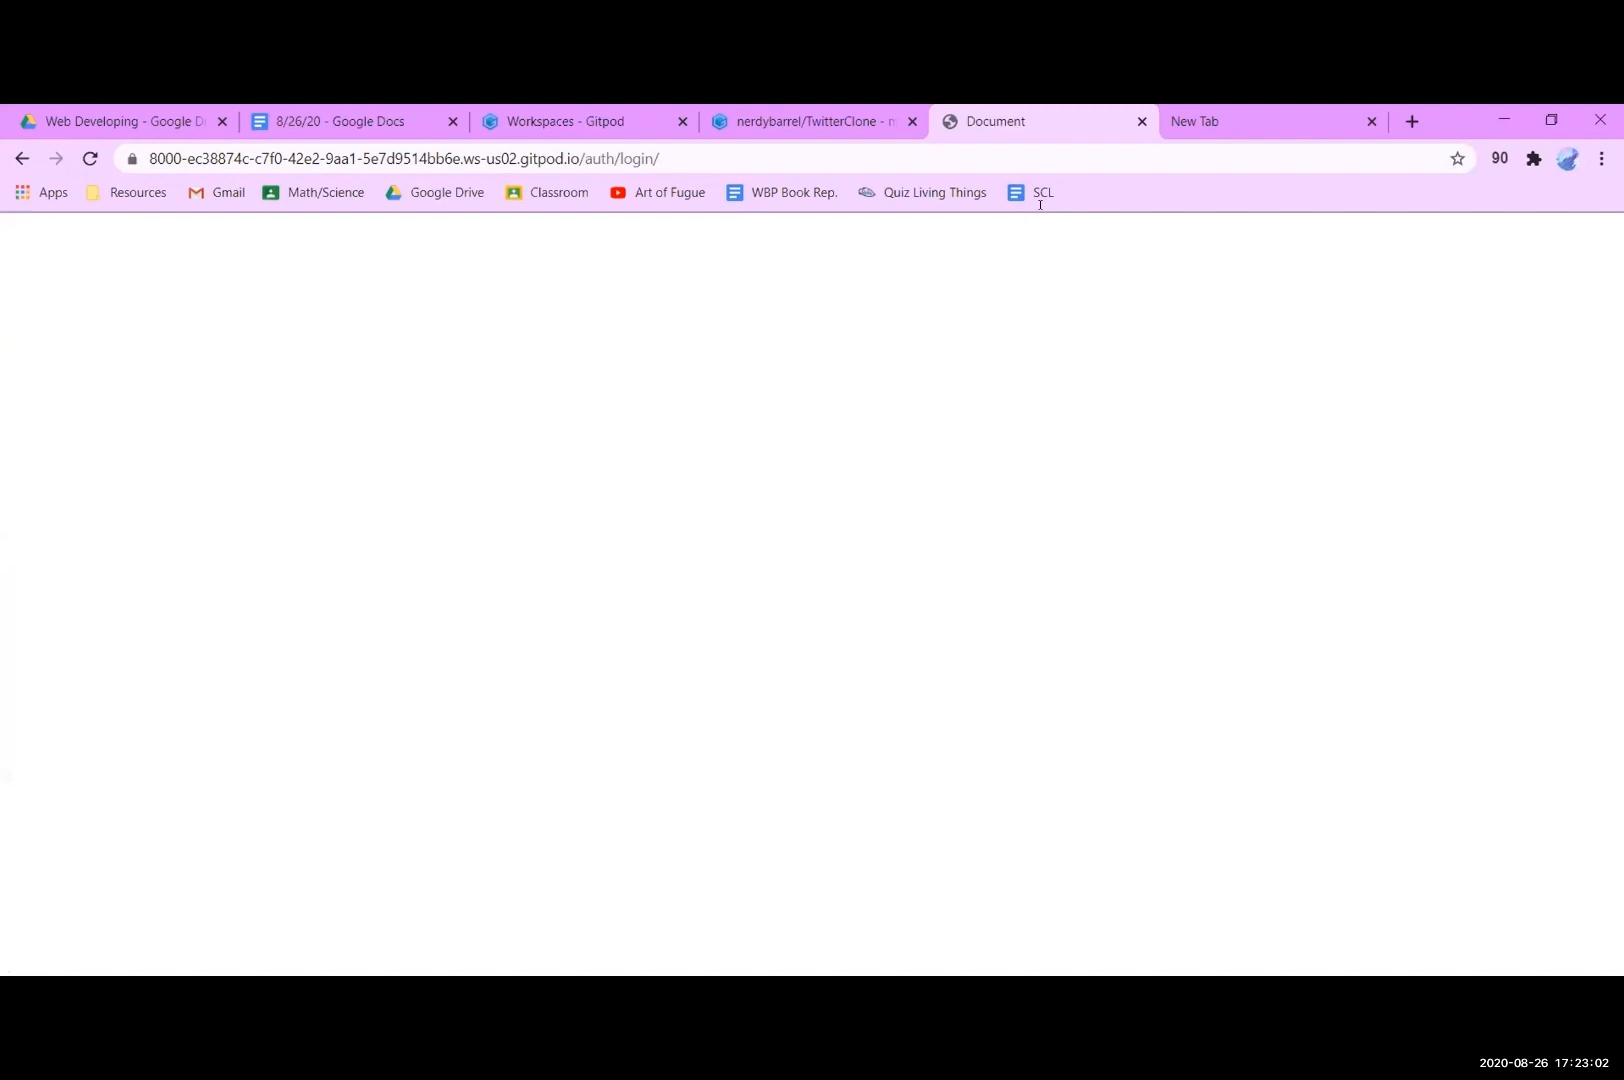 Web Developing - Google D
8/26/20 - Google Docs
Workspaces - Gitpod
nerdybarrel/TwitterClone - m
Document
New Tab
8000-ec38874c-c7f0-42e2-9aa1-5e7d9514bb6e.ws-us02.gitpod.io/auth/login/
90
Apps
Resources
Gmail
Math/Science
Google Drive
Classroom
Art of Fugue
WBP Book Rep.
Quiz Living Things
SCL
2020-08-26 17:23:02